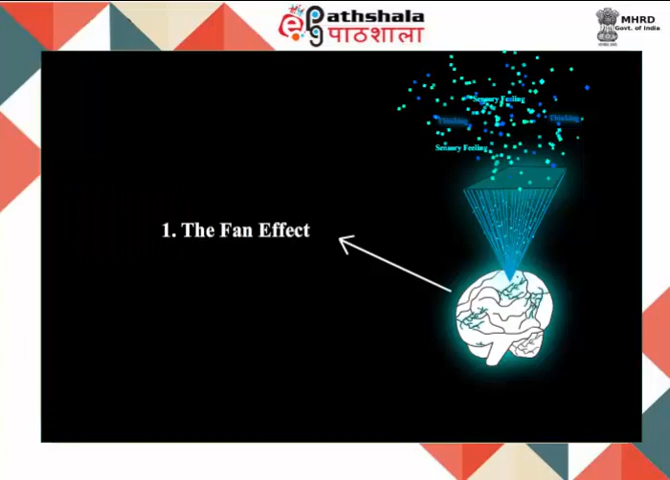 Pathshala
पाठशाला
MHRD
Govt. of India
Sensory Feeling
Thinking
Thinking
Sensory Feeling
1. The Fan Effect